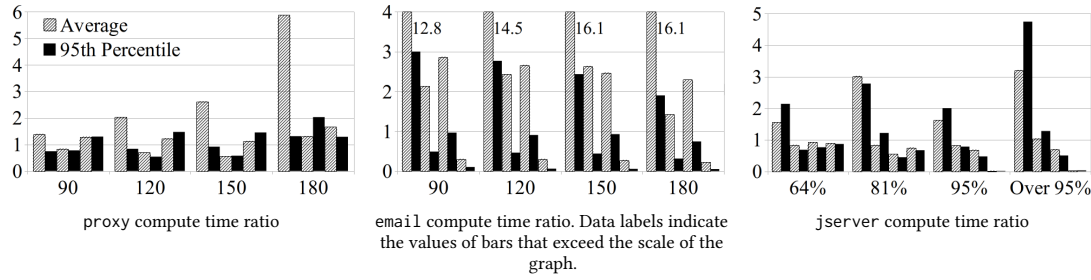 6
5
4
3
2
1
0
Average
95th Percentile
90 120 150 180
proxy compute time ratio
4
3
2
1
0
12.8 14.5 16.1 16.1
90 120 150 180
email compute time ratio. Data labels indicate
the values of bars that exceed the scale of the
graph.
5
4
3
2
1
0
64% 81% 95% Over 95%
jserver compute time ratio